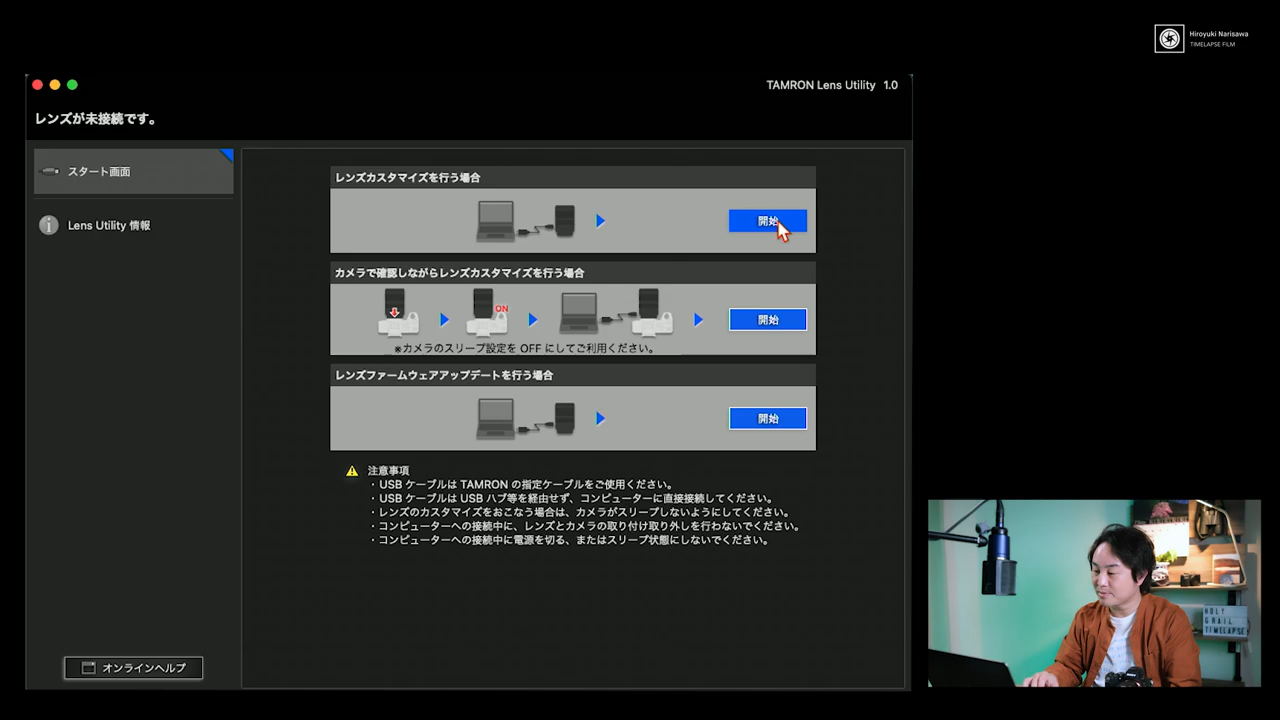 Hiroyuki Narisawa
TIMELAPSE FILM
TAMRON Lens Utility 1.0
レンズが未接続です。
スタート画面
Lens Utility 情報
レンズカスタマイズを行う場合
開始
カメラで確認しながらレンズカスタマイズを行う場合
ON
開始
※カメラのスリープ設定を OFF にしてご利用ください。
レンズファームウェアアップデートを行う場合
開始
注意事項
・USB ケーブルは TAMRON の指定ケーブルをご使用ください。
・USB ケーブルは USB ハブ等を経由せず、コンピューターに直接接続してください。
・レンズのカスタマイズをおこなう場合は、カメラがスリープしないようにしてください。
・コンピューターへの接続中に、レンズとカメラの取り付け取り外しを行わないでください。
・コンピューターへの接続中に電源を切る、またはスリープ状態にしないでください。
オンラインヘルプ
HOLY
GRAIL
TIMELAPSE